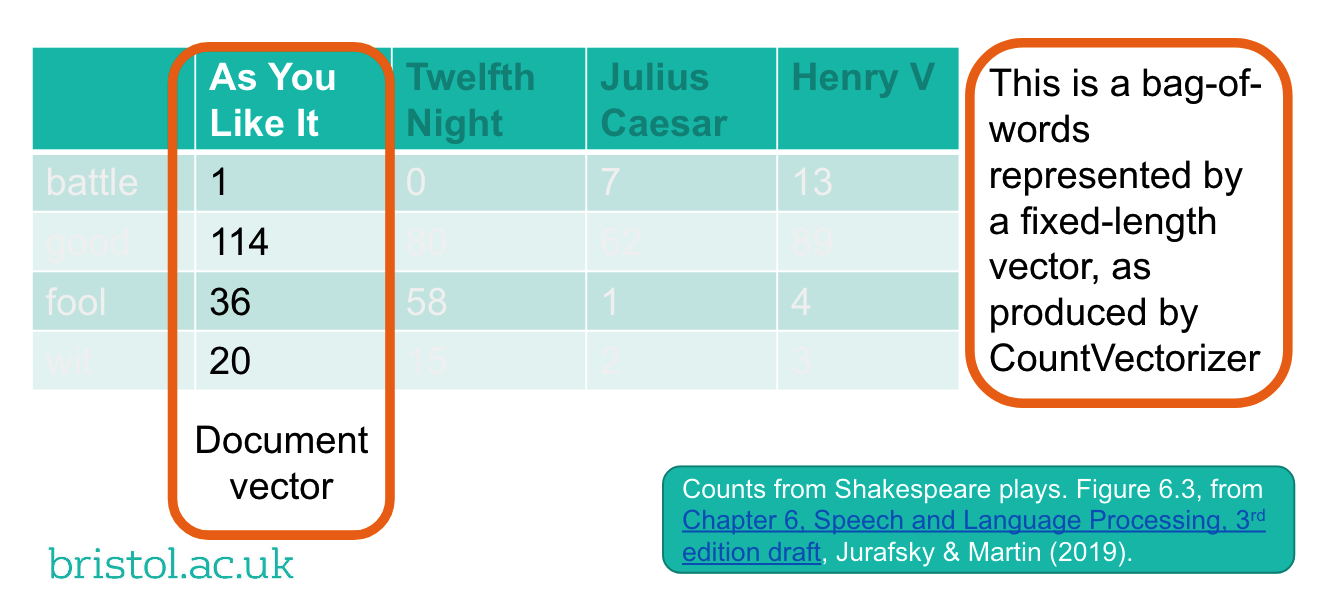 As You Like It Twelfth Night Julius Caesar Henry V
battle 1 0 7 13
good 114 80 62 89
fool 36 58 1 4
wit 20 15 2 3
Document
vector
This is a bag-of-
words
represented by
a fixed-length
vector, as
produced by
CountVectorizer
Counts from Shakespeare plays. Figure 6.3, from
Chapter 6, Speech and Language Processing, 3rd
edition draft, Jurafsky & Martin (2019).
bristol.ac.uk